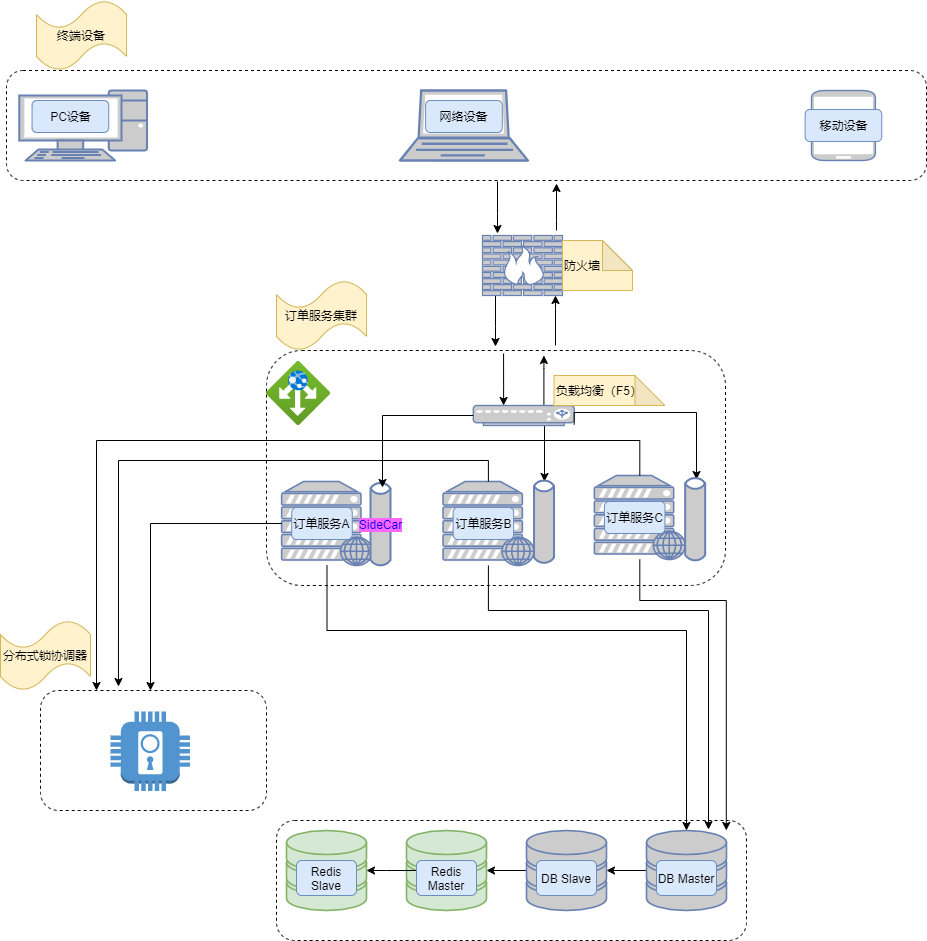 终端设备
PC设备
网络设备
移动设备
防火墙
订单服务集群
负载均衡（F5）
订单服务A
SideCar
订单服务B
订单服务C
分布式锁协调器
Redis
Slave
Redis
Master
DB Slave
DB Master